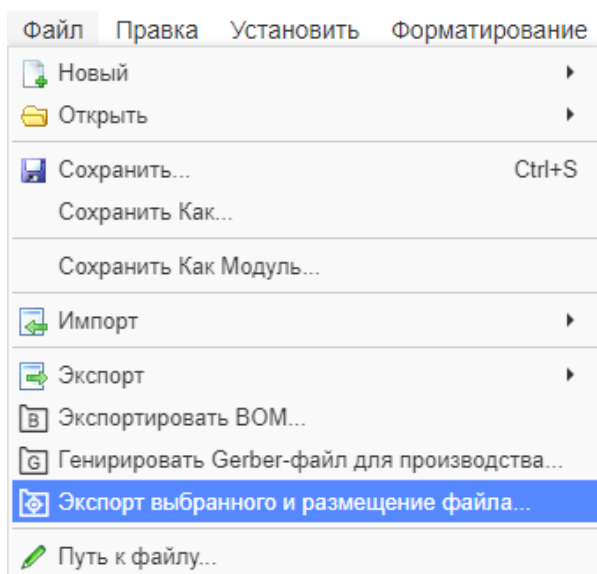 Файл Правка Установить Форматирование
Новый
Открыть
Сохранить... Ctrl+S
Сохранить Как...
Сохранить Как Модуль...
Импорт
Экспорт
B Экспортировать BOM...
G Генирировать Gerber-файл для производства...
Экспорт выбранного и размещение файла...
Путь к файлу...